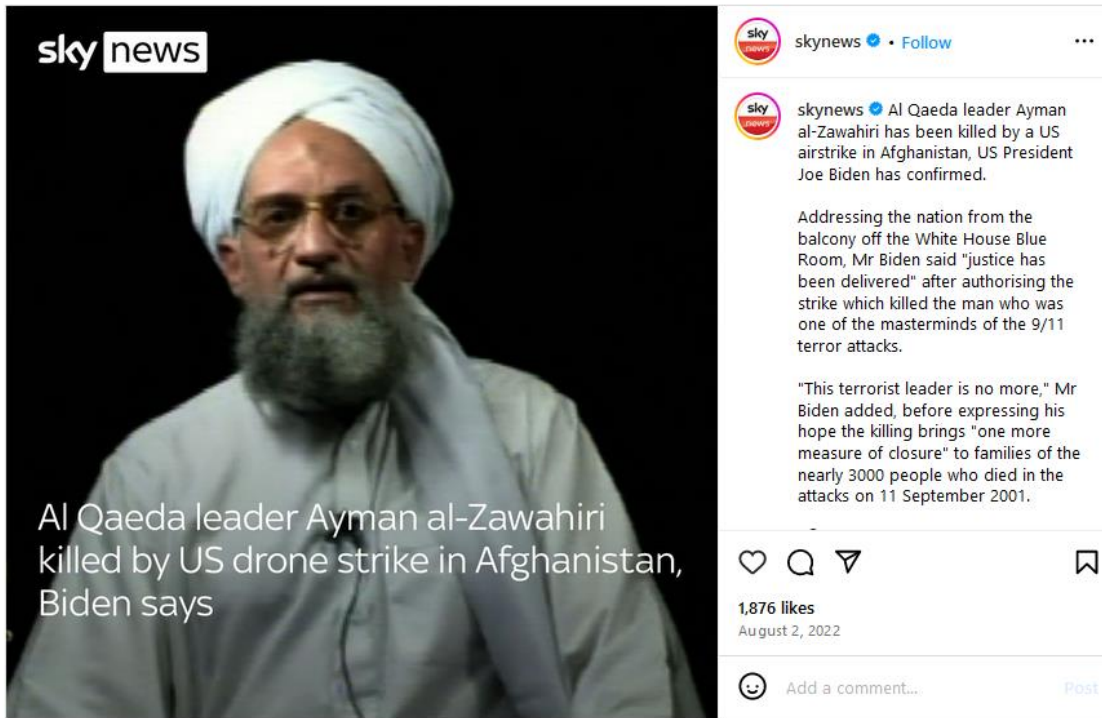 sky news
Al Qaeda leader Ayman al-Zawahiri
killed by US drone strike in Afghanistan,
Biden says
sky
news
skynews • Follow
sky
news
skynews Al Qaeda leader Ayman
al-Zawahiri has been killed by a US
airstrike in Afghanistan, US President
Joe Biden has confirmed.
Addressing the nation from the
balcony off the White House Blue
Room, Mr Biden said "justice has
been delivered" after authorising the
strike which killed the man who was
one of the masterminds of the 9/11
terror attacks.
"This terrorist leader is no more," Mr
Biden added, before expressing his
hope the killing brings "one more
measure of closure" to families of the
nearly 3000 people who died in the
attacks on 11 September 2001.
1,876 likes
August 2, 2022
Add a comment...
Post